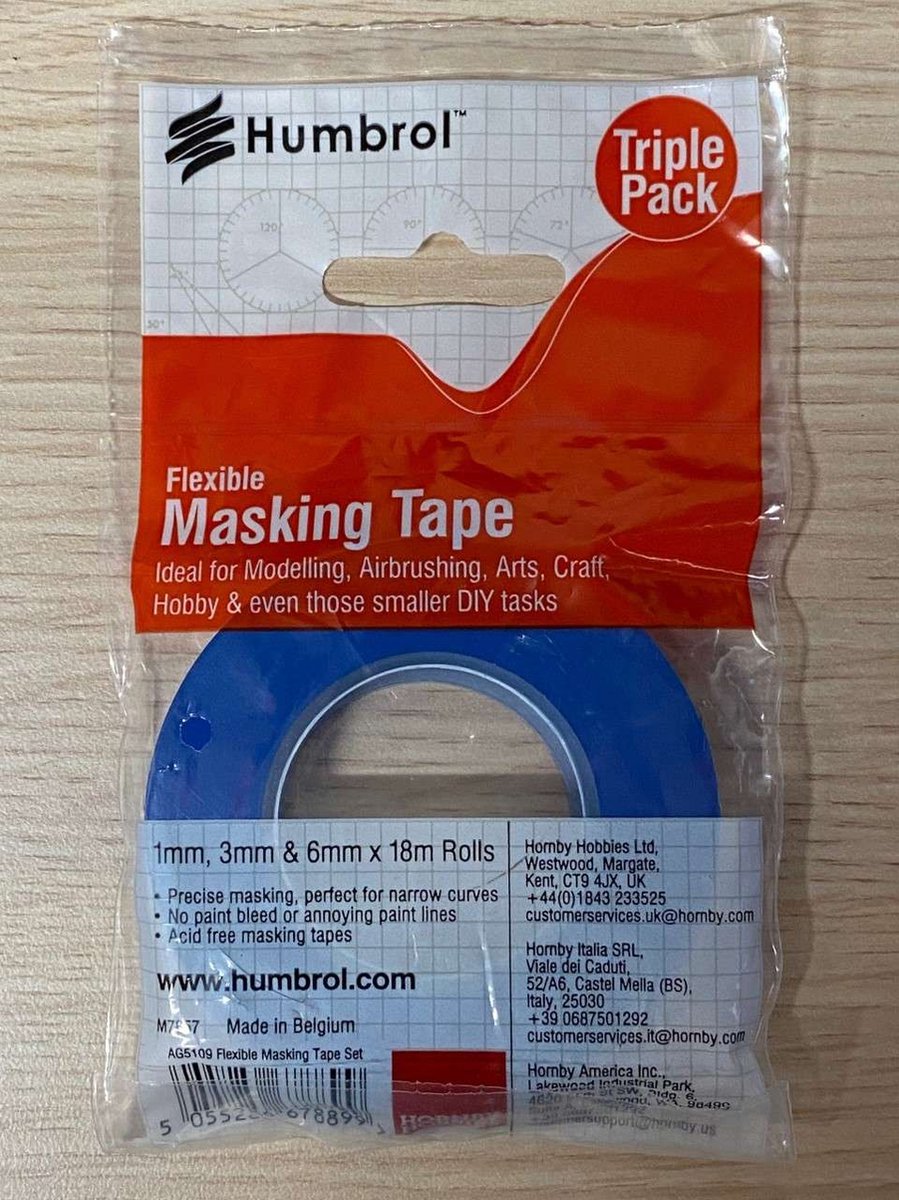 Humbrol™
Triple
Pack
120°
90°
72°
50°
Flexible
Masking Tape
Ideal for Modelling, Airbrushing, Arts, Craft,
Hobby & even those smaller DIY tasks
1mm, 3mm & 6mm x 18m Rolls
• Precise masking, perfect for narrow curves
• No paint bleed or annoying paint lines
• Acid free masking tapes
www.humbrol.com
Made in Belgium
AG5109 Flexible Masking Tape Set
HORNBY
Hornby Hobbies Ltd,
Westwood, Margate,
Kent, CT9 4JX, UK
+44(0)1843 233525
customerservices.uk@hornby.com
Hornby Italia SRL,
Viale dei Caduti,
52/A6, Castel Mella (BS),
Italy, 25030
+39 0687501292
customerservices.it@hornby.com
Hornby America Inc.,
Lakewood Industrial Park,
SW, Bldg. 6,